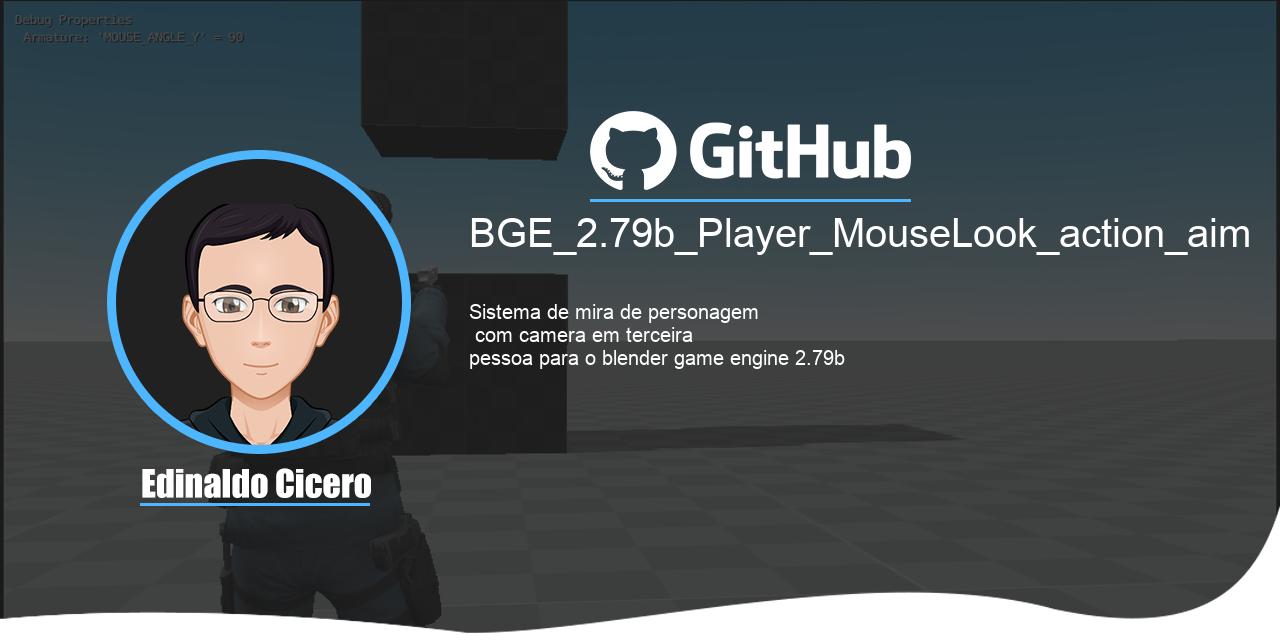 Debug Properties
Armature: 'MOUSE_ANGLE_Y' = 90
GitHub
BGE_2.79b_Player_MouseLook_action_aim
Sistema de mira de personagem
com camera em terceira
pessoa para o blender game engine 2.79b
Edinaldo Cicero